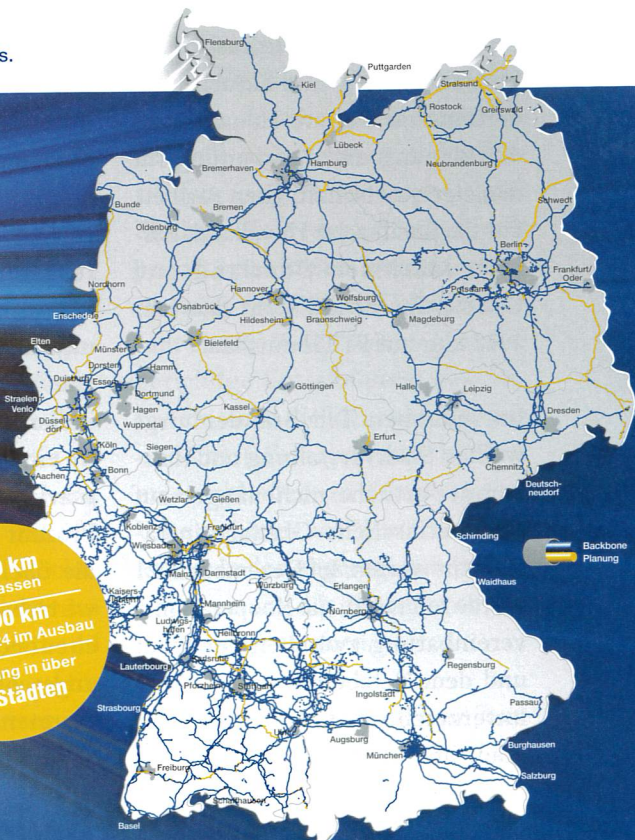 s.
Flensburg
Puttgarden
Kiel
Stralsund
Rostock
Greifswald
Lübeck
Bremerhaven
Hamburg
Neubrandenburg
Bunde
Bremen
Schwedt
Oldenburg
Berlin
Frankfurt/
Oder
Nordhorn
Hannover
Wolfsburg
Potsdam
Osnabrück
Enschede
Hildesheim
Braunschweig
Magdeburg
Elten
Münster
Bielefeld
Dorsten
Hamm
Duisburg
Essen
Göttingen
Halle
Leipzig
Straelen
Dortmund
Venlo
Hagen
Kassel
Dresden
Düssel-
dorf
Wuppertal
Erfurt
Köln
Siegen
Chemnitz
Aachen
Bonn
Deutsch-
neudorf
Wetzlar
Gießen
Koblenz
Frankfurt
Schirnding
Wiesbaden
Backbone
Planung
0 km
assen
Mainz
Darmstadt
Würzburg
Erlangen
Waidhaus
Kaisers-
lautern
Mannheim
00 km
24 im Ausbau
Nürnberg
Ludwigs-
hafen
Heilbronn
ng in über
Städten
Lauterbourg
Karlsruhe
Regensburg
Pforzheim
Stuttgart
Ingolstadt
Strasbourg
Passau
Ulm
Augsburg
Burghausen
München
Freiburg
Salzburg
Schaffhausen
Basel